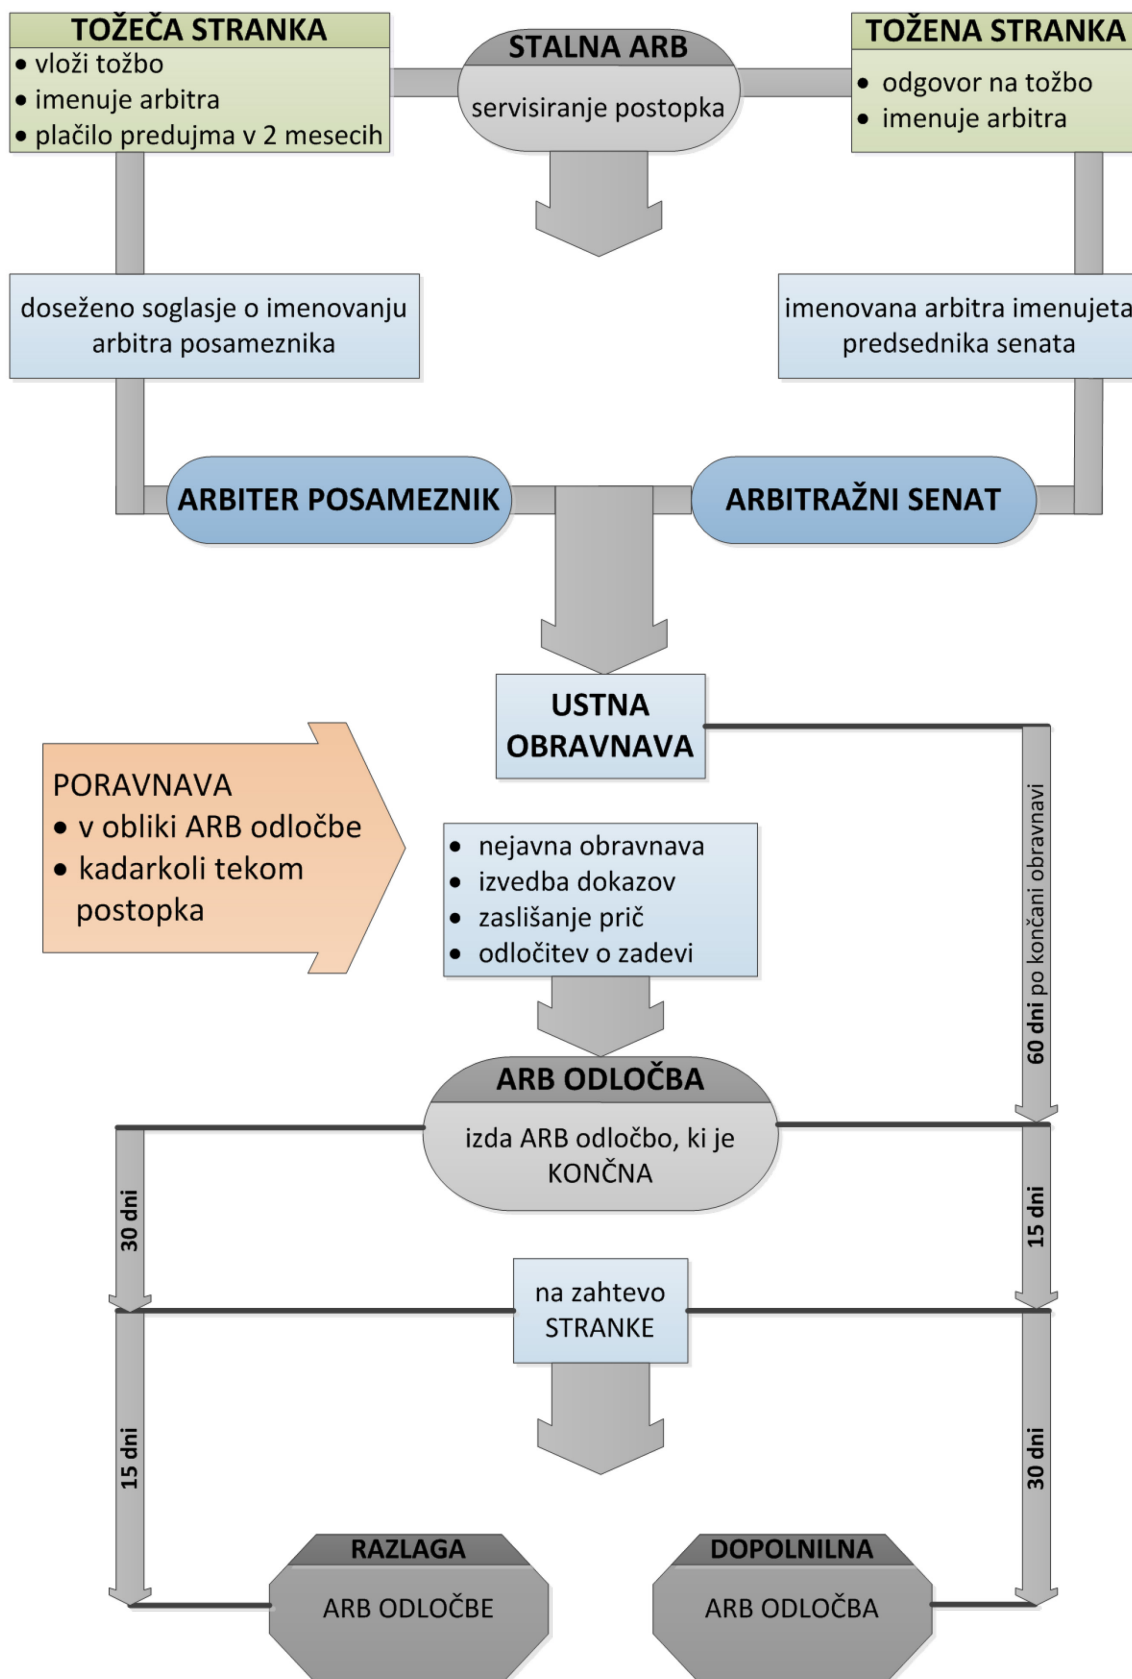 TOŽEČA STRANKA
• vloži tožbo
• imenuje arbitra
• plačilo predujma v 2 mesecih
STALNA ARB
servisiranje postopka
TOŽENA STRANKA
• odgovor na tožbo
• imenuje arbitra
doseženo soglasje o imenovanju
arbitra posameznika
imenovana arbitra imenujeta
predsednika senata
ARBITER POSAMEZNIK
ARBITRAŽNI SENAT
USTNA
OBRAVNAVA
PORAVNAVA
• v obliki ARB odločbe
• kadarkoli tekom
postopka
• nejavna obravnava
• izvedba dokazov
• zaslišanje prič
• odločitev o zadevi
60 dni po končani obravnavi
ARB ODLOČBA
izda ARB odločbo, ki je
KONČNA
30 dni
15 dni
na zahtevo
STRANKE
15 dni
30 dni
RAZLAGA
ARB ODLOČBE
DOPOLNILNA
ARB ODLOČBA